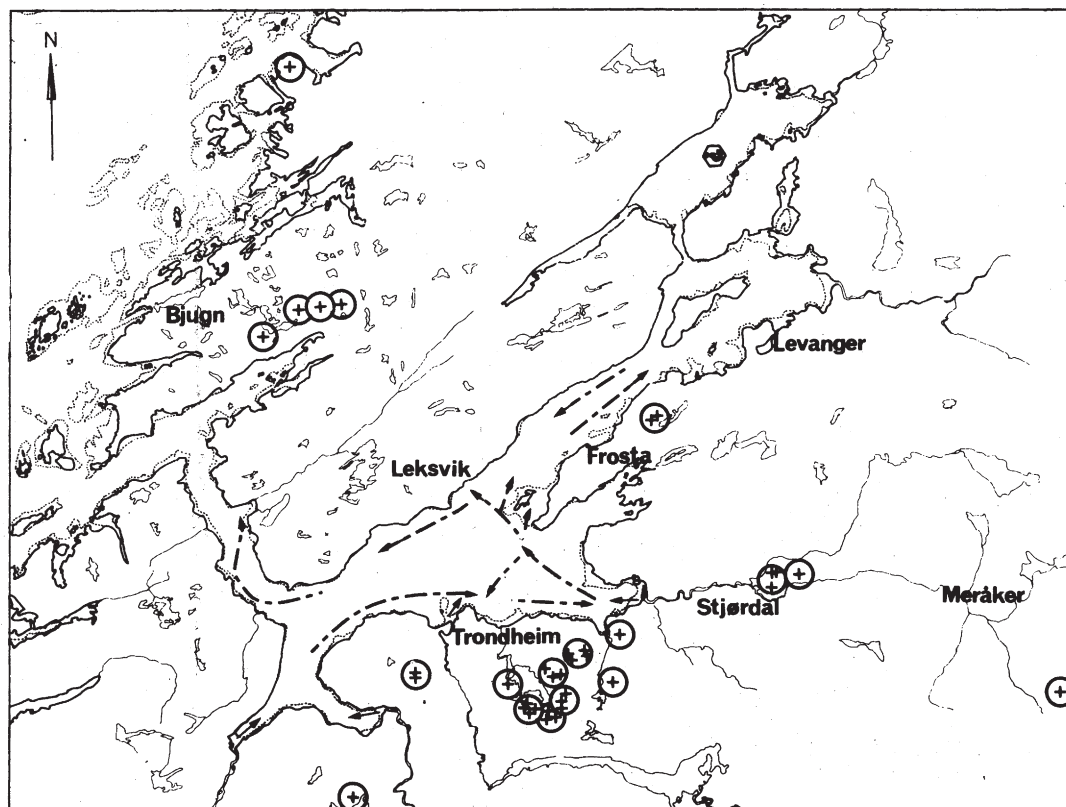 N
Bjugn
Levanger
Leksvik
Frosta
Stjørdal
Meråker
Trondheim